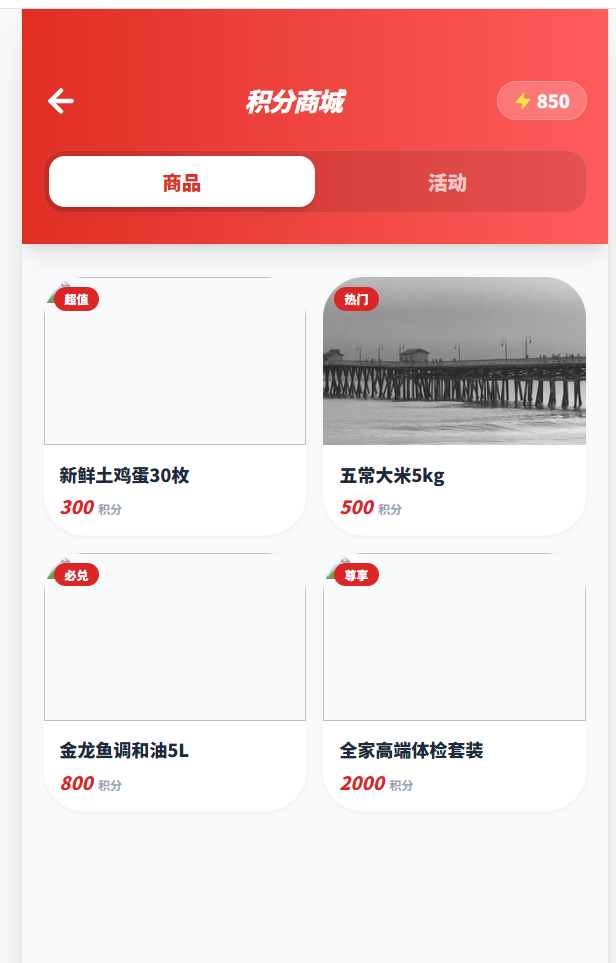 积分商城
850
商品
活动
超值
热门
新鲜土鸡蛋30枚
五常大米5kg
300 积分
500 积分
必兑
尊享
金龙鱼调和油5L
全家高端体检套装
800 积分
2000 积分